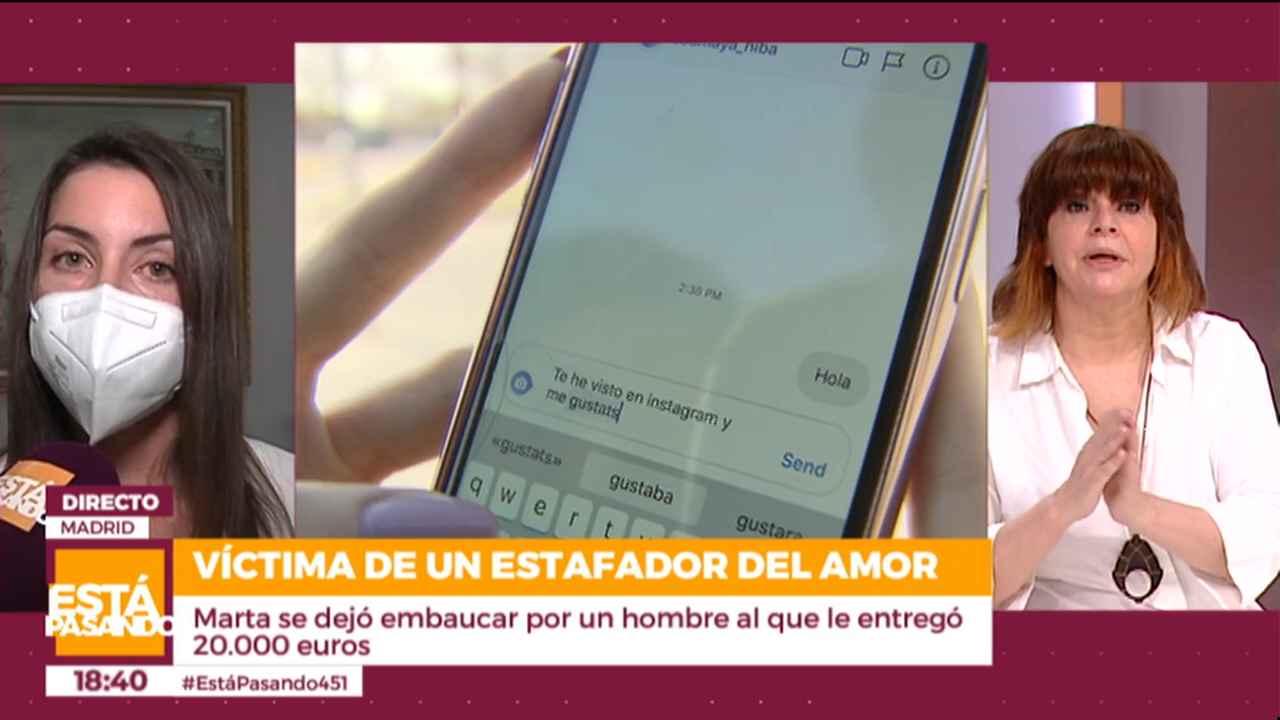 2:38 PM
Hola
Te he visto en instagram y
me gustats
Send
«gustats»
gustaba
gustara
q w e r t
ESTÁ
DIRECTO
MADRID
ESTÁ
PASANDO
VÍCTIMA DE UN ESTAFADOR DEL AMOR
Marta se dejó embaucar por un hombre al que le entregó
20.000 euros
18:40
#EstáPasando451